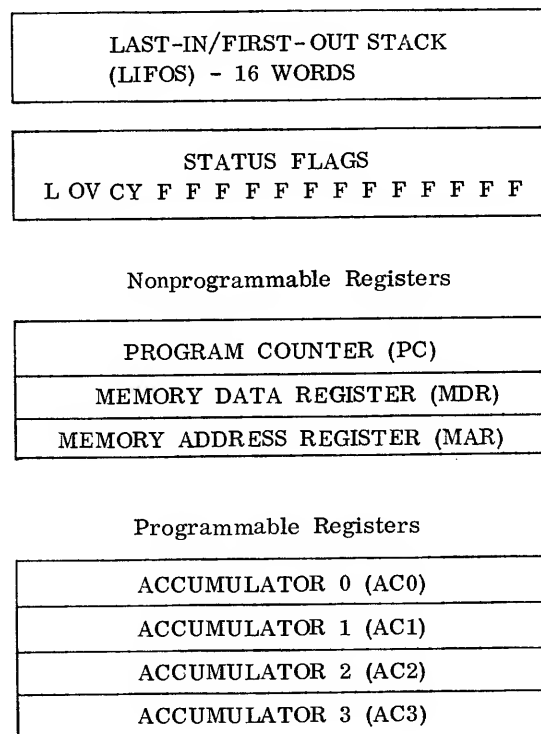 LAST-IN/FIRST-OUT STACK
(LIFOS) - 16 WORDS
STATUS FLAGS
L OV CY F F F F F F F F F F F F F
Nonprogrammable Registers
PROGRAM COUNTER (PC)
MEMORY DATA REGISTER (MDR)
MEMORY ADDRESS REGISTER (MAR)
Programmable Registers
ACCUMULATOR 0 (AC0)
ACCUMULATOR 1 (AC1)
ACCUMULATOR 2 (AC2)
ACCUMULATOR 3 (AC3)